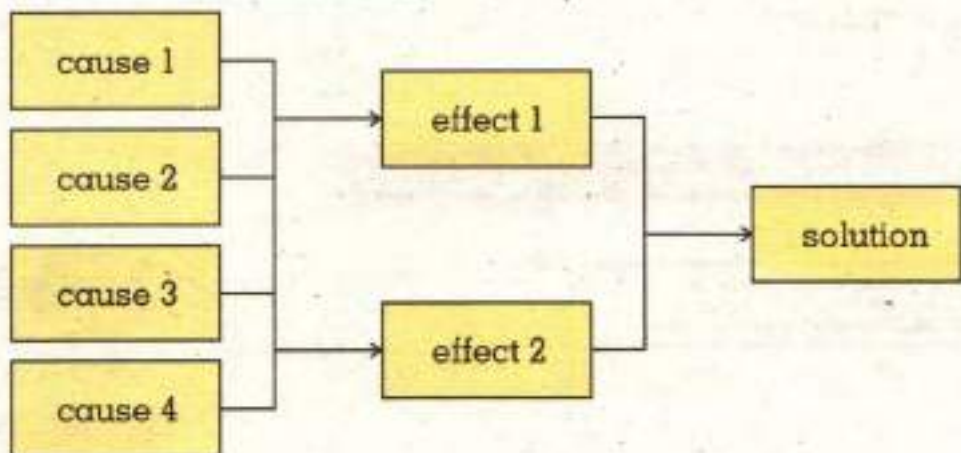 cause 1
cause 2
cause 3
cause 4
effect 1
effect 2
solution